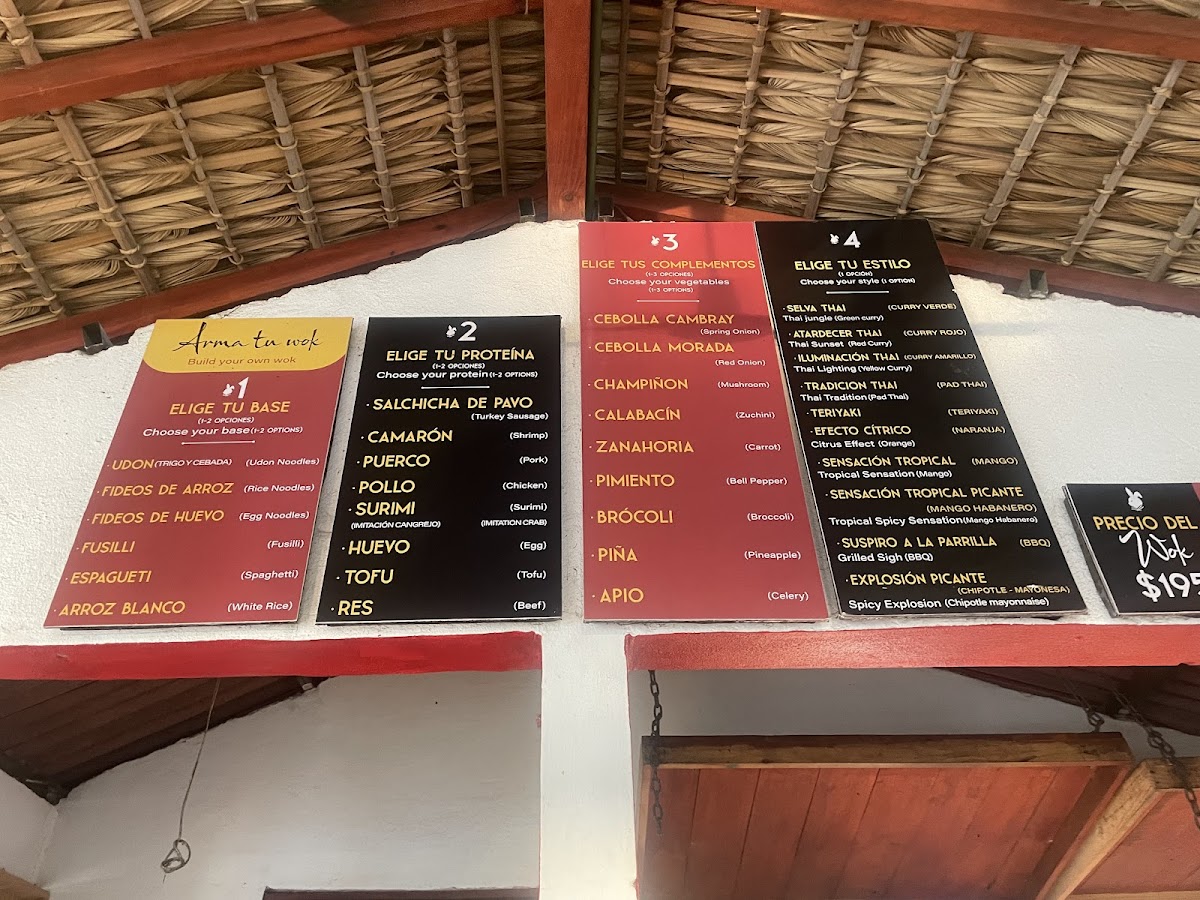 Arma tu wok
Build your own wok
1
ELIGE TU BASE
(1-2 OPCIONES)
Choose your base (1-2 OPTIONS)
· UDON (TRIGO Y CEBADA) (Udon Noodles)
· FIDEOS DE ARROZ (Rice Noodles)
· FIDEOS DE HUEVO (Egg Noodles)
· FUSILLI (Fusilli)
· ESPAGUETI (Spaghetti)
· ARROZ BLANCO (White Rice)
2
ELIGE TU PROTEÍNA
(1-2 OPCIONES)
Choose your protein (1-2 OPTIONS)
· SALCHICHA DE PAVO
(Turkey Sausage)
· CAMARÓN (Shrimp)
· PUERCO (Pork)
· POLLO (Chicken)
· SURIMI (Surimi)
(IMITACIÓN CANGREJO) (IMITATION CRAB)
· HUEVO (Egg)
· TOFU (Tofu)
· RES (Beef)
3
ELIGE TUS COMPLEMENTOS
(1-3 OPCIONES)
Choose your vegetables
(1-3 OPTIONS)
· CEBOLLA CAMBRAY
(Spring Onion)
· CEBOLLA MORADA
(Red Onion)
· CHAMPIÑON (Mushroom)
· CALABACÍN (Zuchini)
· ZANAHORIA (Carrot)
· PIMIENTO (Bell Pepper)
· BRÓCOLI (Broccoli)
· PIÑA (Pineapple)
· APIO (Celery)
4
ELIGE TU ESTILO
(1 OPCIÓN)
Choose your style (1 OPTION)
· SELVA THAI (CURRY VERDE)
Thai jungle (Green curry)
· ATARDECER THAI (CURRY ROJO)
Thai Sunset (Red Curry)
· ILUMINACIÓN THAI (CURRY AMARILLO)
Thai Lighting (Yellow Curry)
· TRADICION THAI (PAD THAI)
Thai Tradition (Pad Thai)
· TERIYAKI (TERIYAKI)
· EFECTO CÍTRICO (NARANJA)
Citrus Effect (Orange)
· SENSACIÓN TROPICAL (MANGO)
Tropical Sensation (Mango)
· SENSACIÓN TROPICAL PICANTE
(MANGO HABANERO)
Tropical Spicy Sensation (Mango Habanero)
· SUSPIRO A LA PARRILLA (BBQ)
Grilled Sigh (BBQ)
· EXPLOSIÓN PICANTE
(CHIPOTLE - MAYONESA)
Spicy Explosion (Chipotle mayonnaise)
PRECIO DEL
Wok
$195